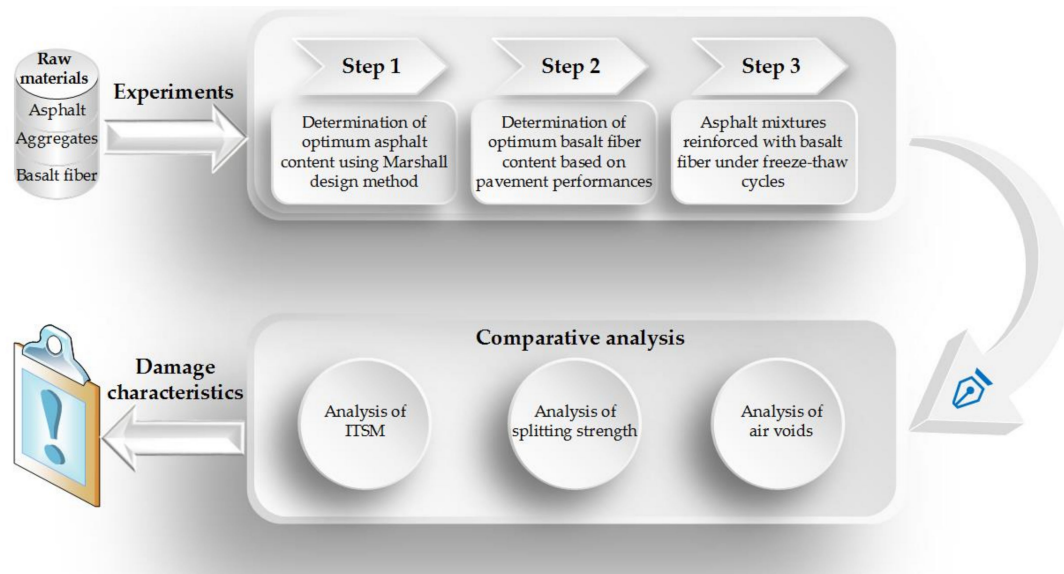 Raw
materials
Asphalt
Aggregates
Basalt fiber
Experiments
Step 1
Determination of
optimum asphalt
content using Marshall
design method
Step 2
Determination of
optimum basalt fiber
content based on
pavement performances
Step 3
Asphalt mixtures
reinforced with basalt
fiber under freeze-thaw
cycles
Comparative analysis
Analysis of
ITSM
Analysis of
splitting strength
Analysis of
air voids
Damage
characteristics